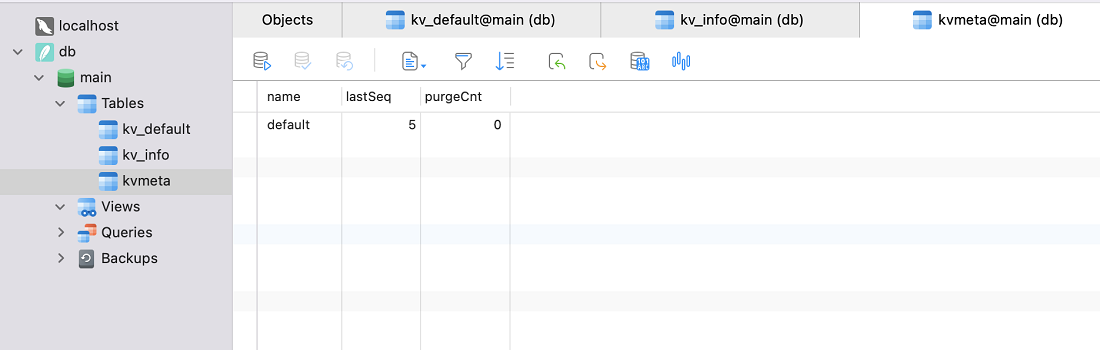 localhost
db
main
Tables
kv_default
kv_info
kvmeta
Views
Queries
Backups
Objects kv_default@main (db) kv_info@main (db) kvmeta@main (db)
name lastSeq purgeCnt
default 5 0